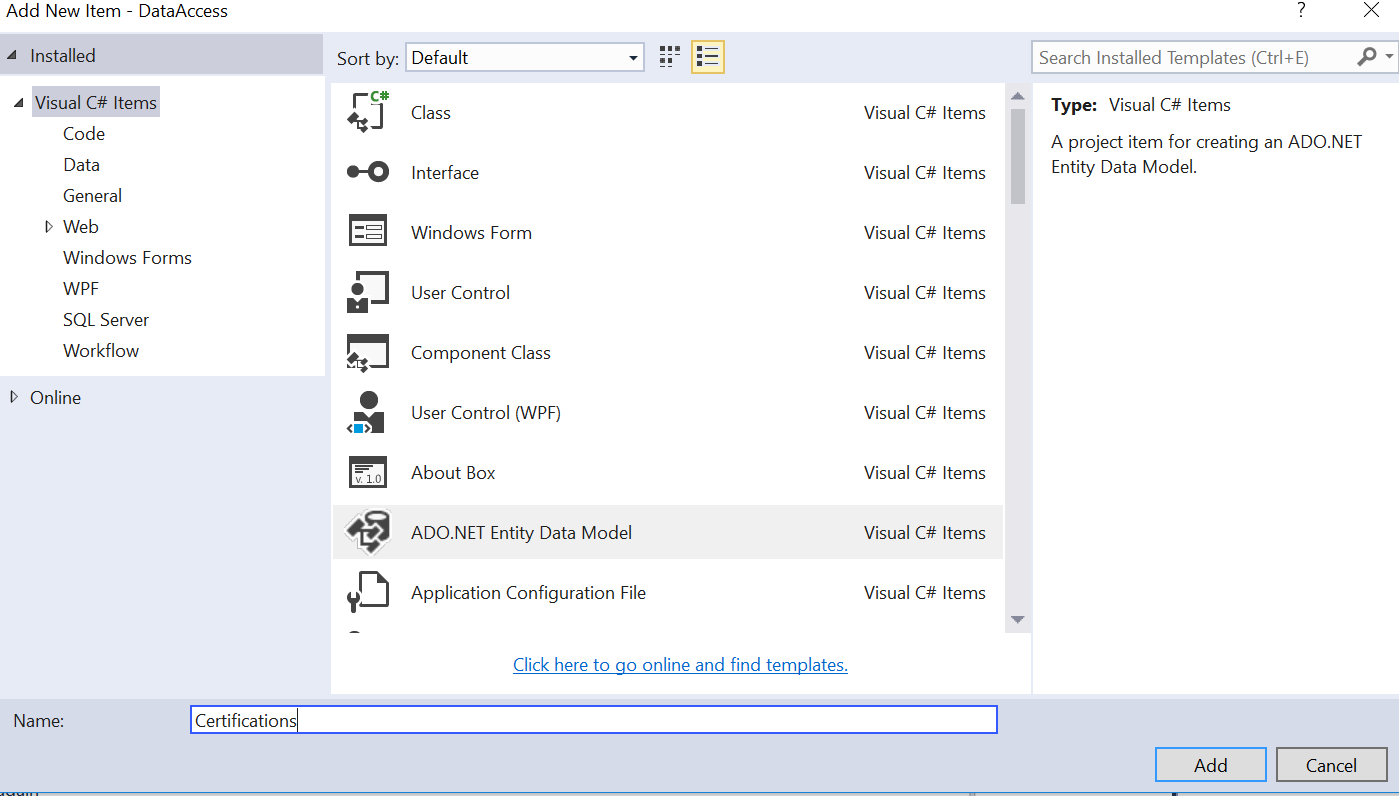 Add New Item - DataAccess
?
Installed
Sort by: Default
Search Installed Templates (Ctrl+E)
Visual C# Items
Code
Data
General
Web
Windows Forms
WPF
SQL Server
Workflow
Online
C#
Class Visual C# Items
Interface Visual C# Items
Windows Form Visual C# Items
User Control Visual C# Items
Component Class Visual C# Items
User Control (WPF) Visual C# Items
v. 1.0
About Box Visual C# Items
ADO.NET Entity Data Model Visual C# Items
Application Configuration File Visual C# Items
Click here to go online and find templates.
Type: Visual C# Items
A project item for creating an ADO.NET
Entity Data Model.
Name: Certifications
Add Cancel